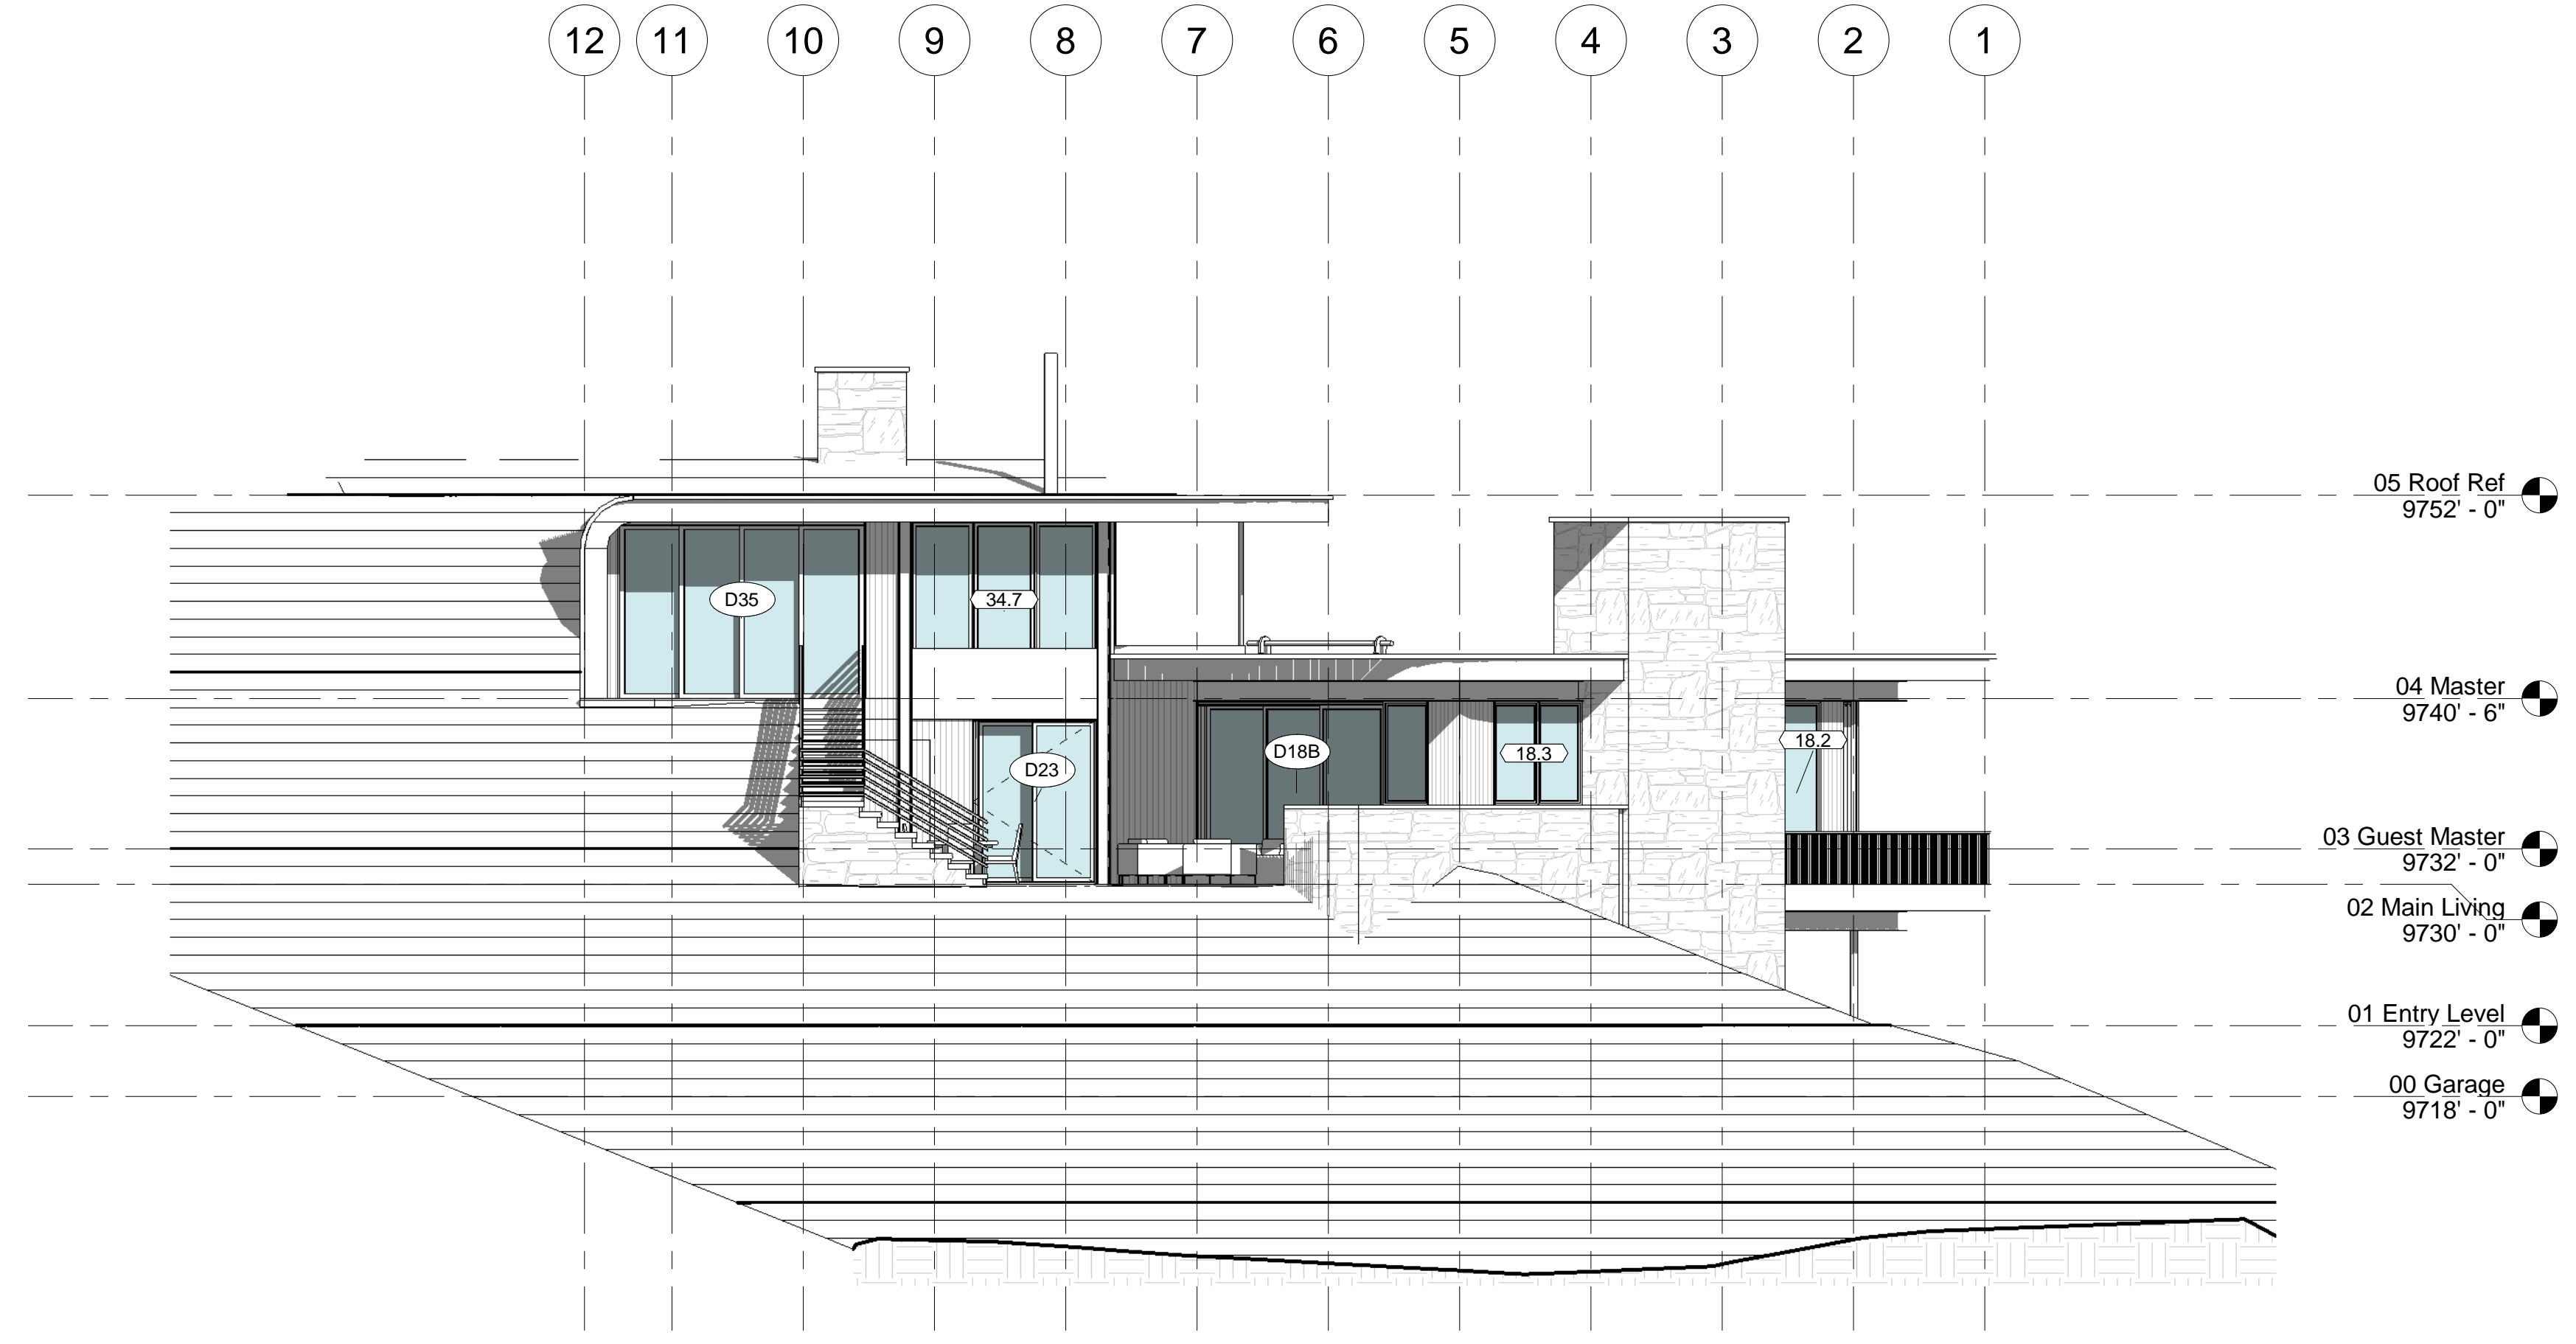 12 11 10 9 8 7 6 5 4 3 2 1
05 Roof Ref
9752' - 0"
D35
34.7
04 Master
9740' - 6"
D23
D18B
18.3
18.2
03 Guest Master
9732' - 0"
02 Main Living
9730' - 0"
01 Entry Level
9722' - 0"
00 Garage
9718' - 0"